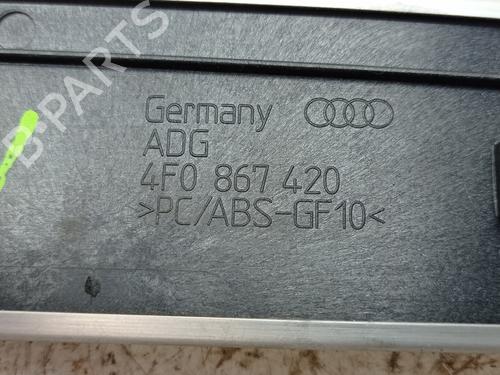 B-PARTS
Germany
ADG
4F0 867 420
>PC/ABS-GF10<